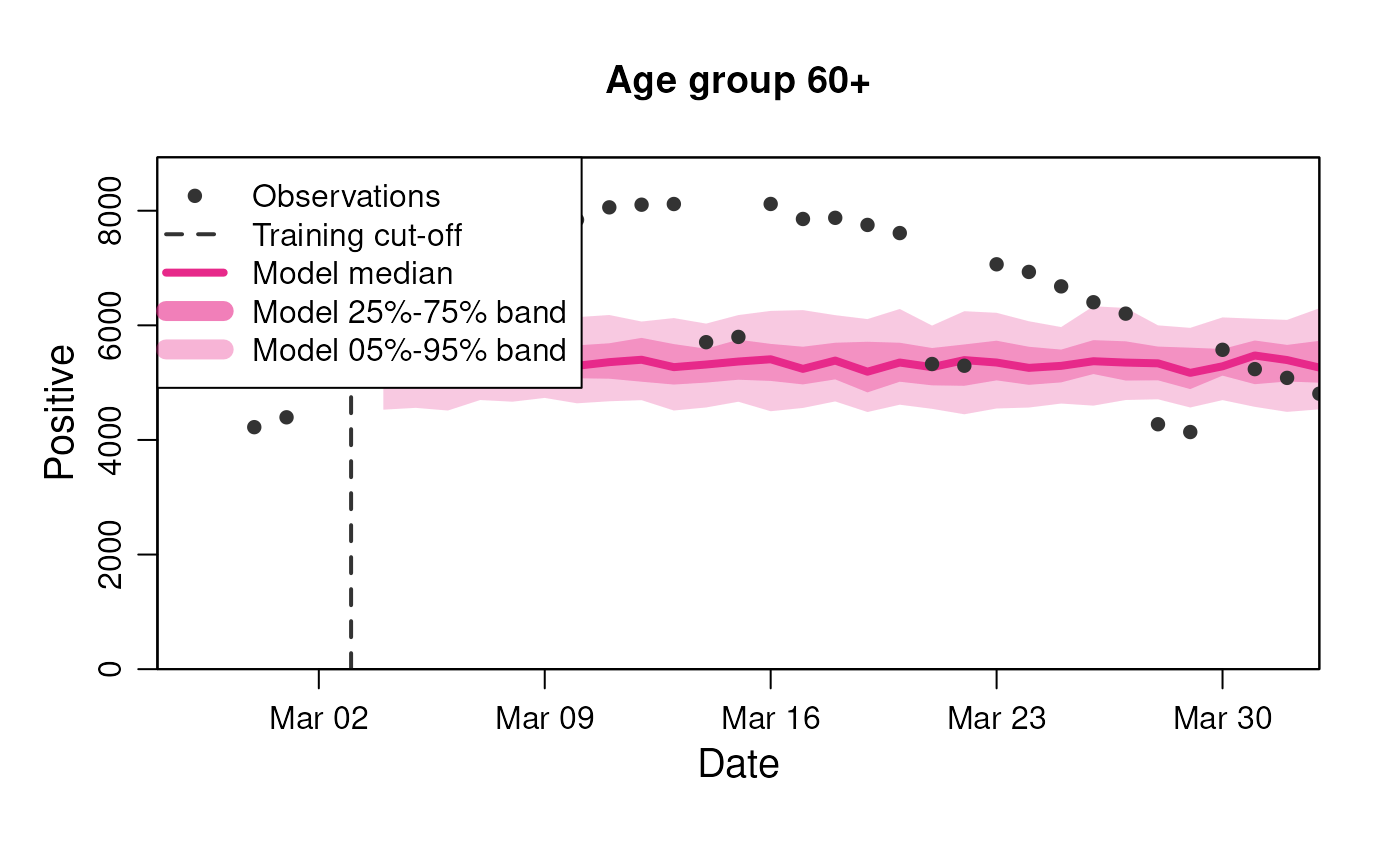 Age group 60+
Observations
Training cut-off
Model median
Model 25%-75% band
Model 05%-95% band
Positive
8000
6000
4000
2000
0
Mar 02
Mar 09
Mar 16
Mar 23
Mar 30
Date